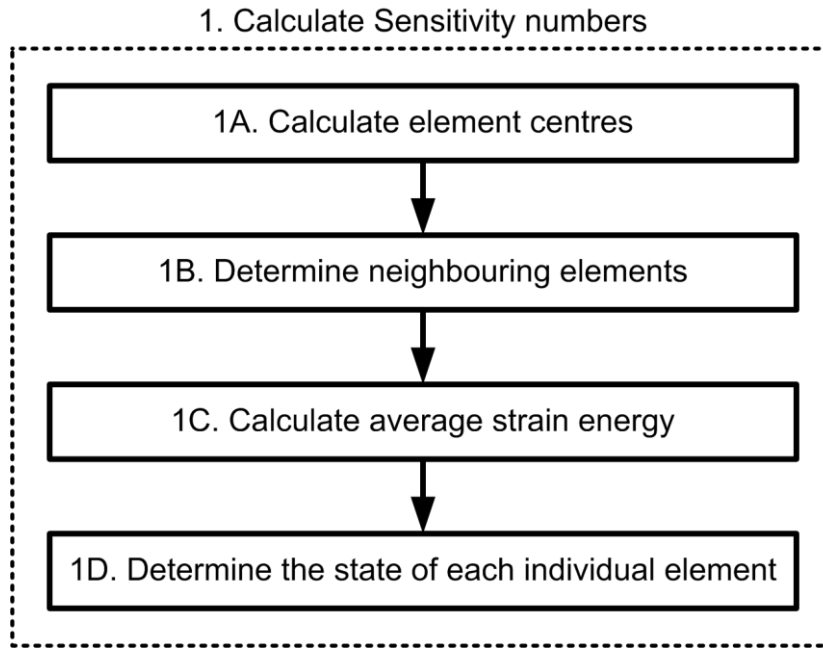 1. Calculate Sensitivity numbers
1A. Calculate element centres
1B. Determine neighbouring elements
1C. Calculate average strain energy
1D. Determine the state of each individual element